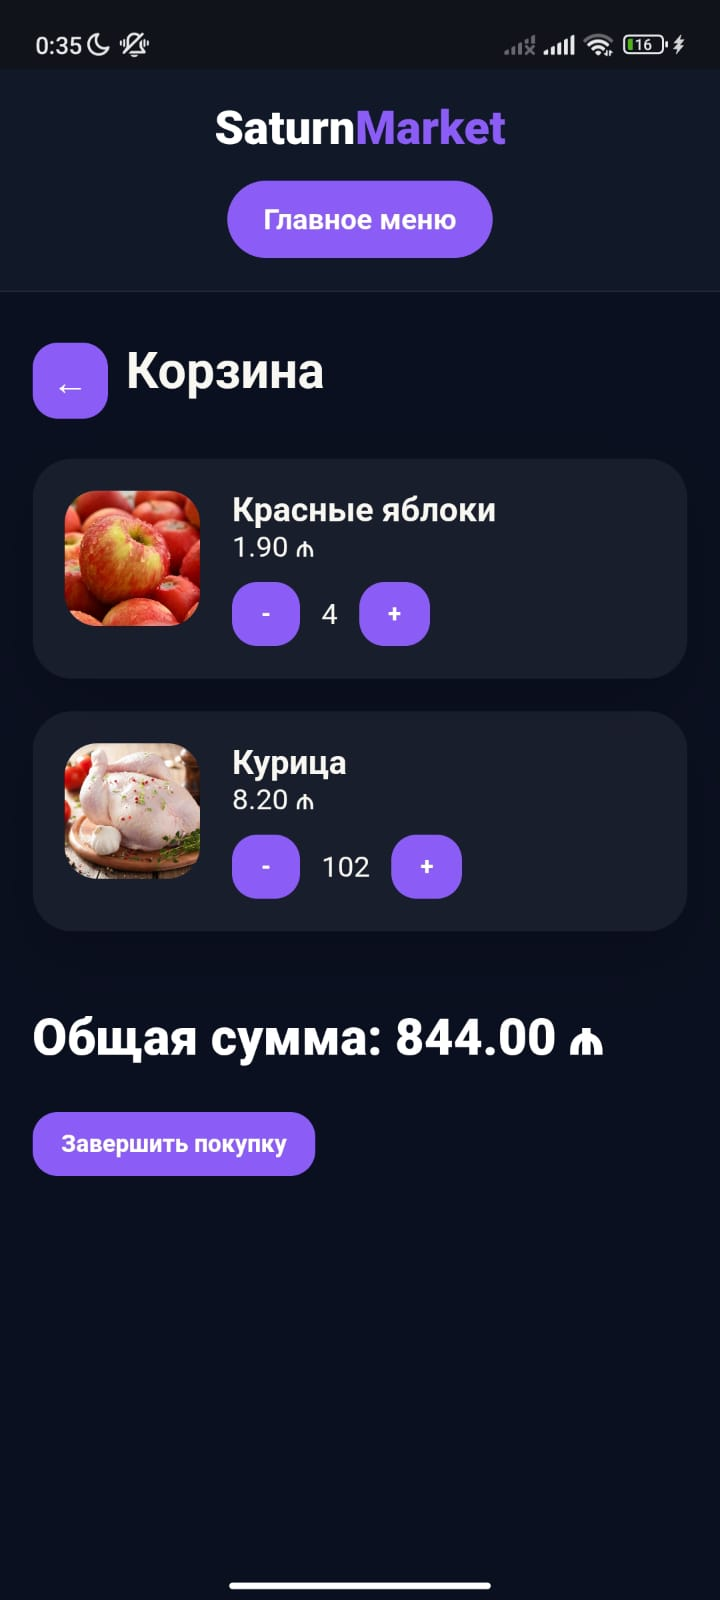 0:35
16
SaturnMarket
Главное меню
← Корзина
Красные яблоки
1.90 ₼
- 4 +
Курица
8.20 ₼
- 102 +
Общая сумма: 844.00 ₼
Завершить покупку